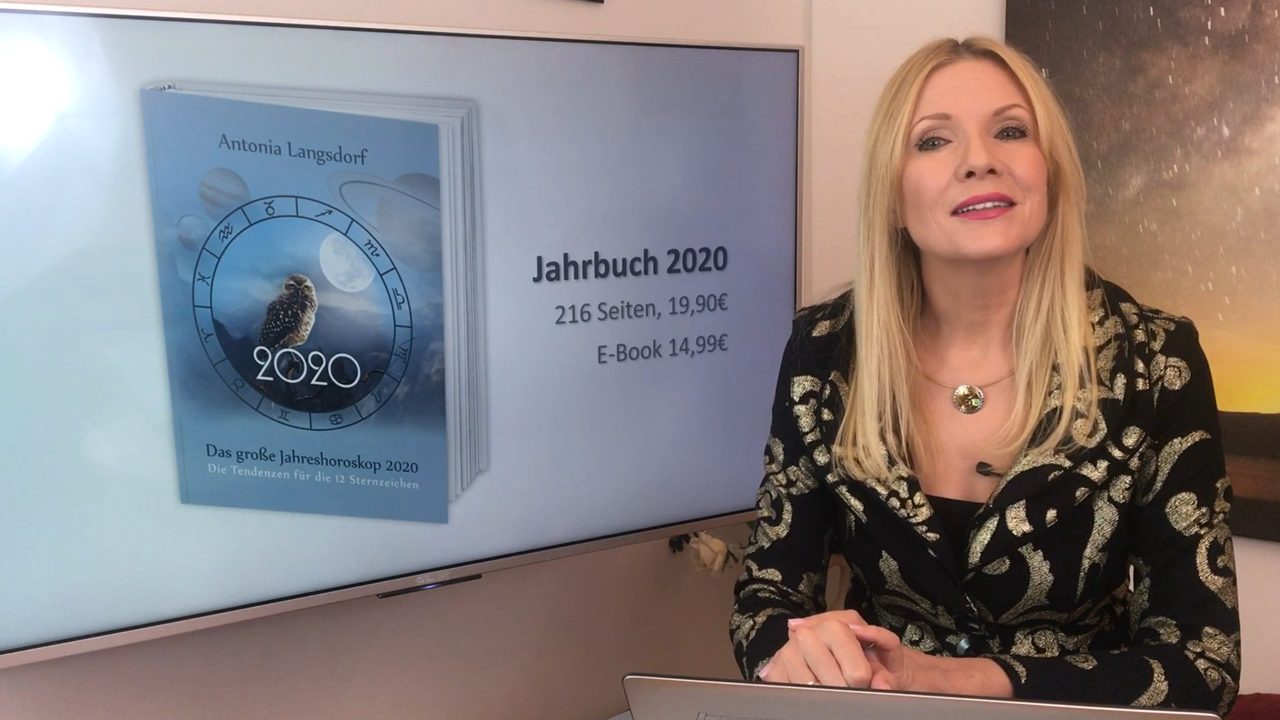 Antonia Langsdorf
2020
Das große Jahreshoroskop 2020
Die Tendenzen für die 12 Sternzeichen
Jahrbuch 2020
216 Seiten, 19,90€
E-Book 14,99€